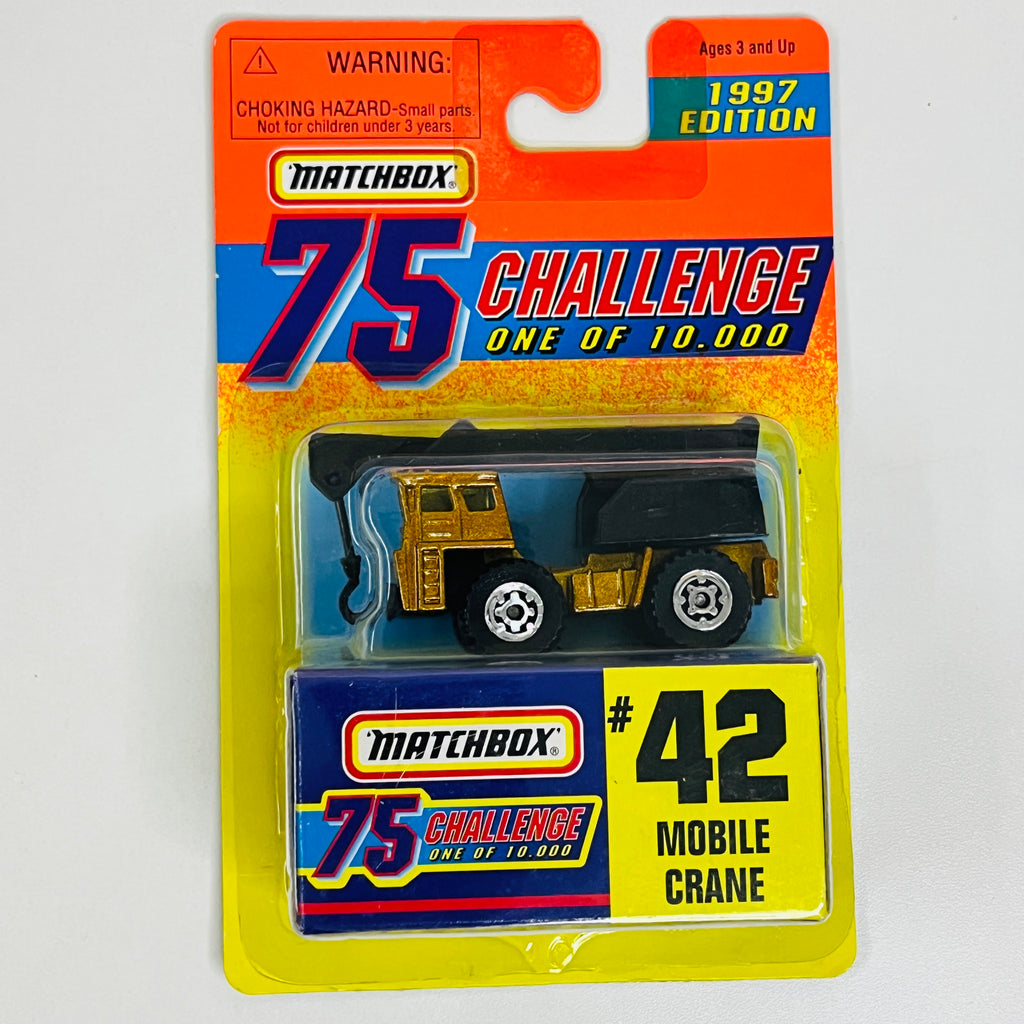 WARNING:
CHOKING HAZARD-Small parts.
Not for children under 3 years.
Ages 3 and Up
1997
EDITION
'MATCHBOX'®
75 CHALLENGE
ONE OF 10.000
'MATCHBOX'®
75 CHALLENGE
ONE OF 10.000
#42
MOBILE
CRANE